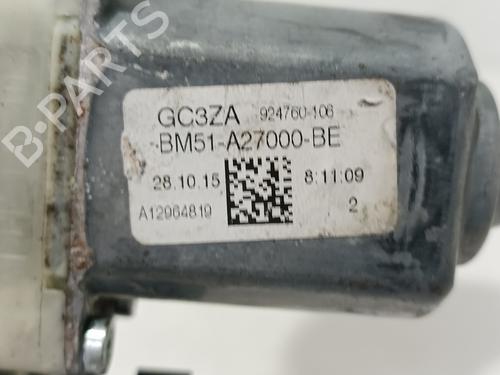 B-PARTS
GC3ZA 924760-106
-BM51-A27000-BE
28.10.15 8:11:09
A12964819 2